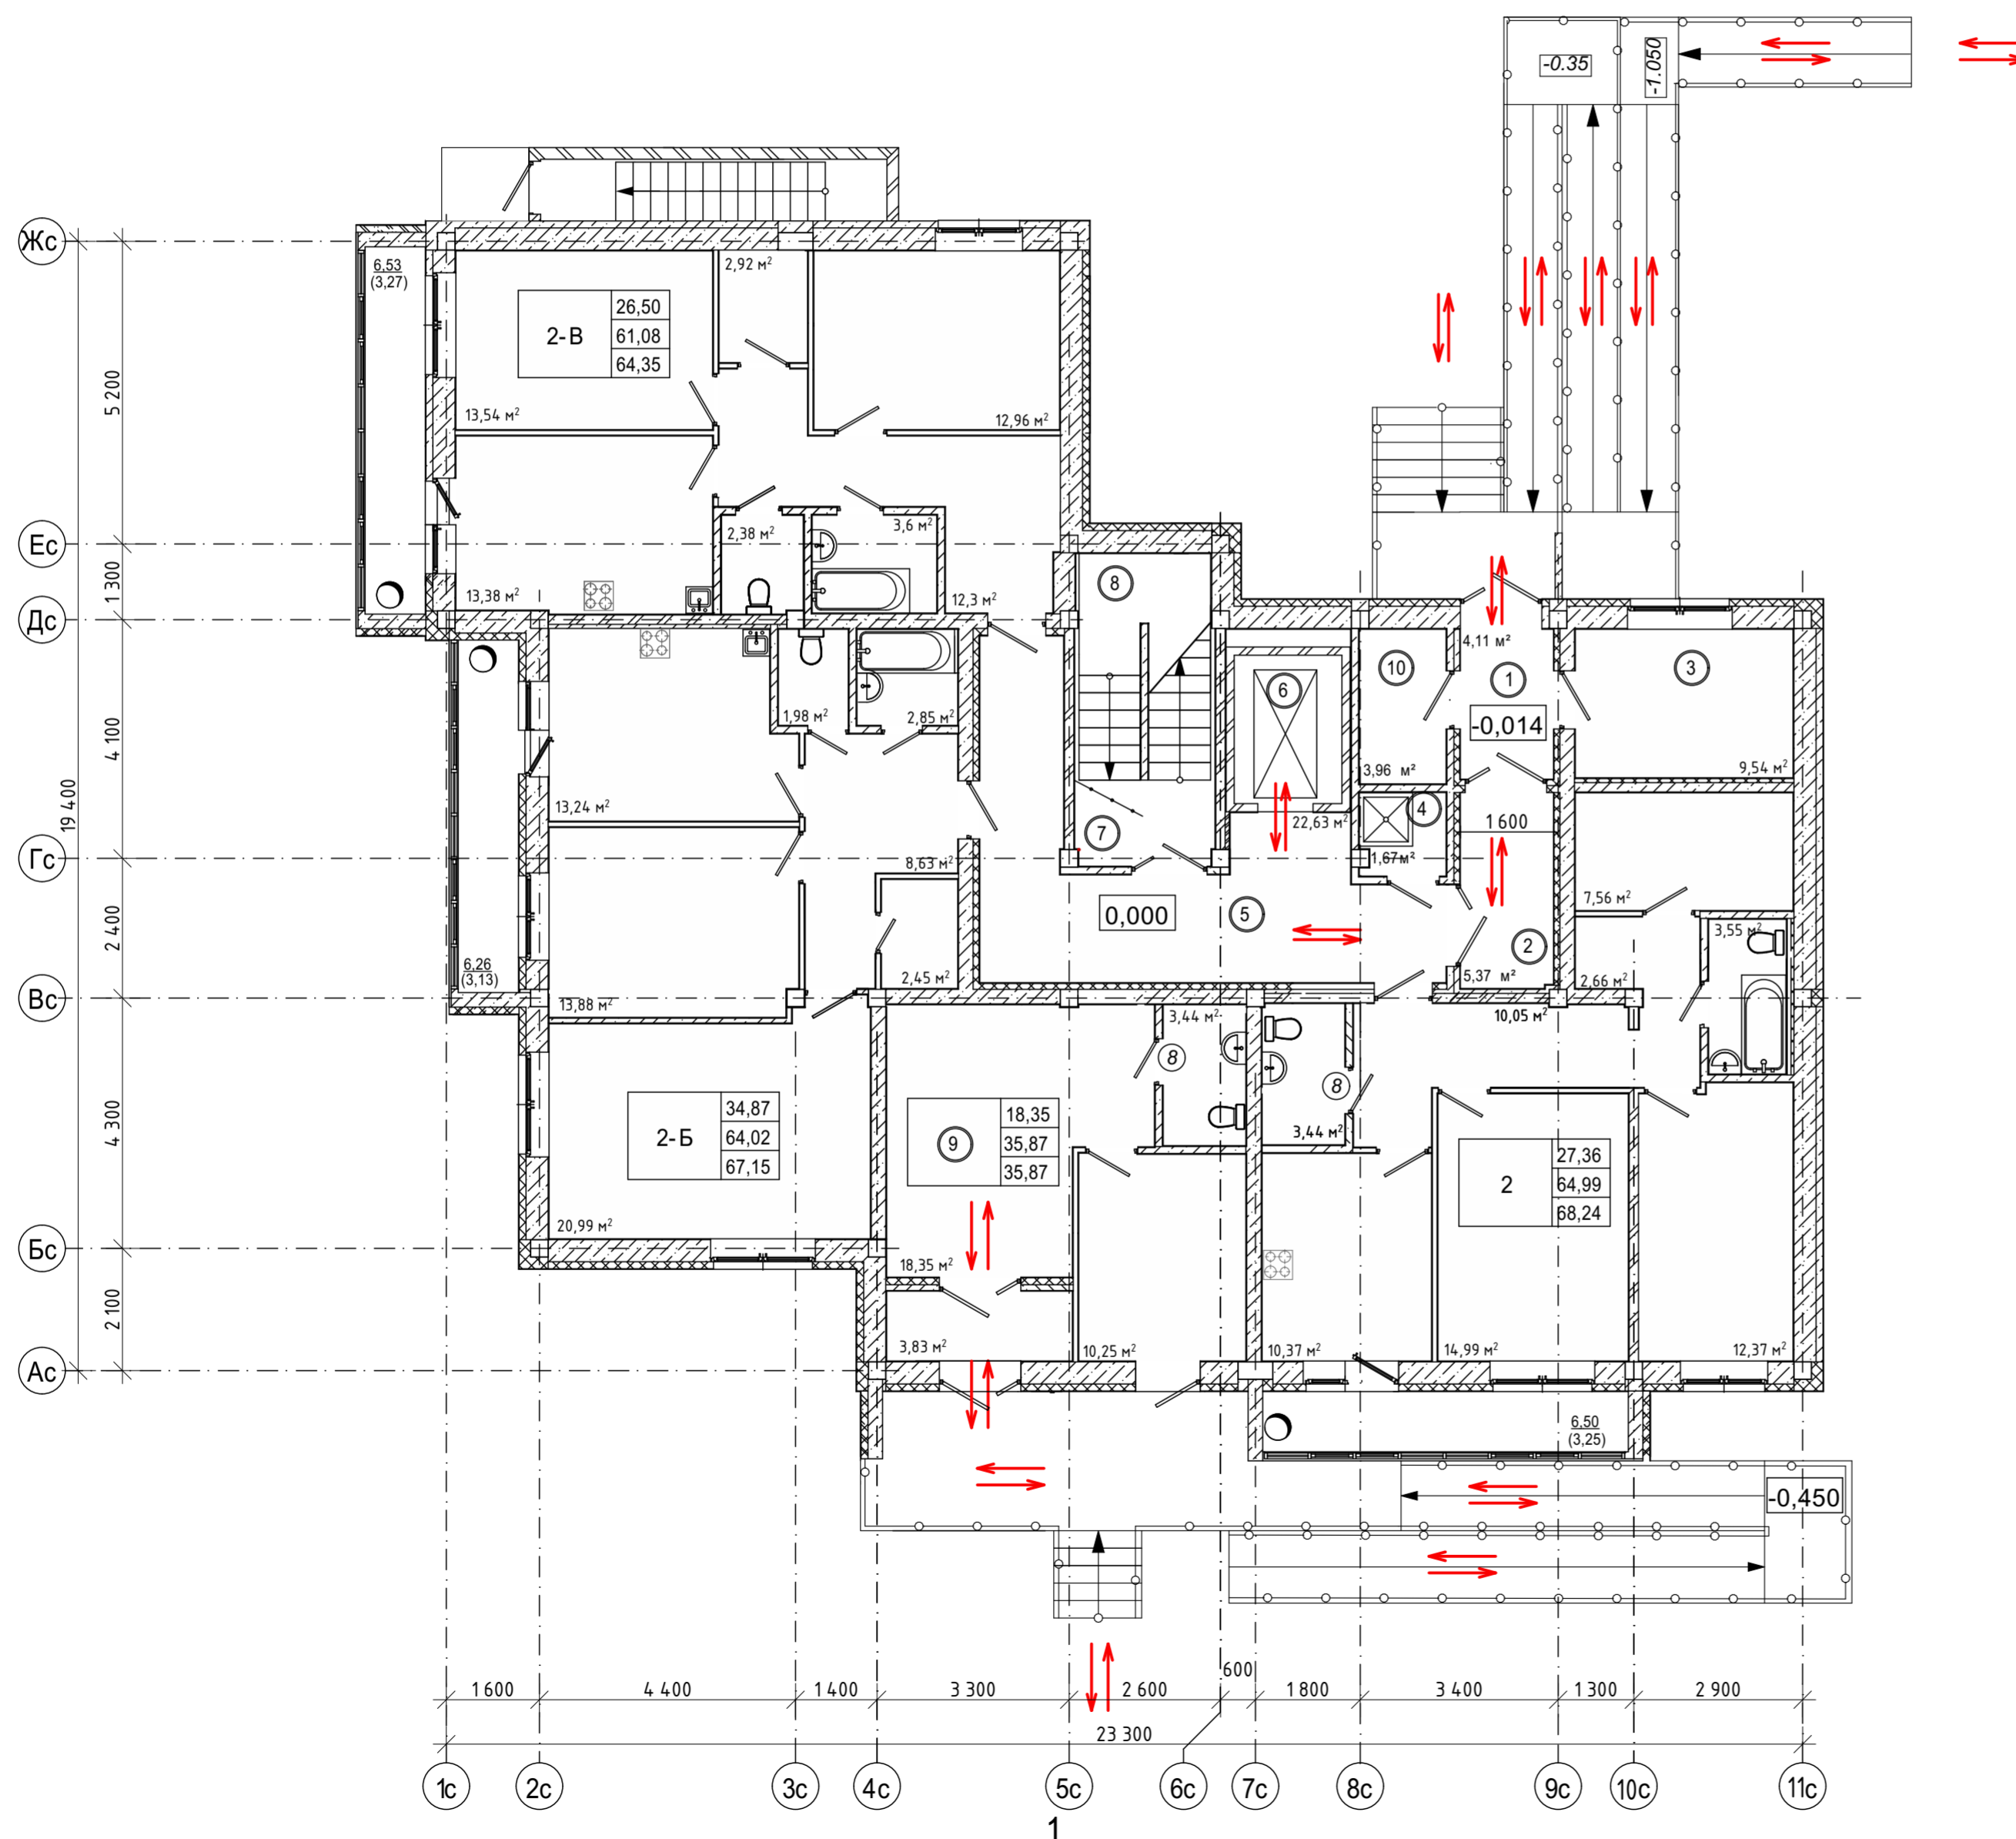 -0.35
-1.050
Жс
6,53
(3,27)
2,92 м²
2-В
26,50
61,08
64,35
5 200
13,54 м²
12,96 м²
Ес
2,38 м²
3,6 м²
8
1 300
13,38 м²
12,3 м²
Дс
4,11 м²
10
1
3
6
1,98 м²
2,85 м²
-0,014
4 100
19 400
3,96 м²
9,54 м²
13,24 м²
4
22,63 м²
7
1 600
Гс
8,63 м²
1,67м²
7,56 м²
0,000
5
2 400
3,55 м²
2
6,26
(3,13)
2,45 м²
5,37 м²
2,66 м²
Вс
13,88 м²
3,44 м²
10,05 м²
8
8
4 300
2-Б
34,87
64,02
67,15
9
18,35
35,87
35,87
3,44 м²
2
27,36
64,99
68,24
20,99 м²
Бс
18,35 м²
2 100
3,83 м²
10,25 м²
10,37 м²
14,99 м²
12,37 м²
Ас
6,50
(3,25)
-0,450
600
1 600
4 400
1 400
3 300
2 600
1 800
3 400
1 300
2 900
23 300
1с
2с
3с
4с
5с
6с
7с
8с
9с
10с
11с
1